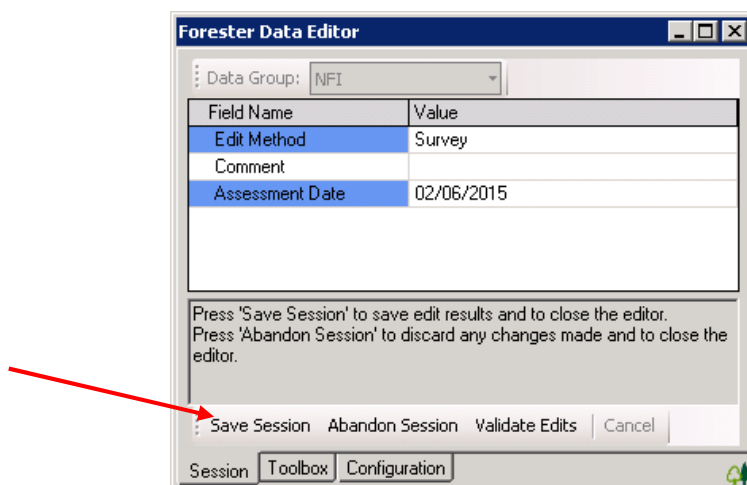 Forester Data Editor
Data Group: NFI
Field Name Value
Edit Method Survey
Comment
Assessment Date 02/06/2015
Press 'Save Session' to save edit results and to close the editor.
Press 'Abandon Session' to discard any changes made and to close the
editor.
Save Session Abandon Session Validate Edits Cancel
Session Toolbox Configuration